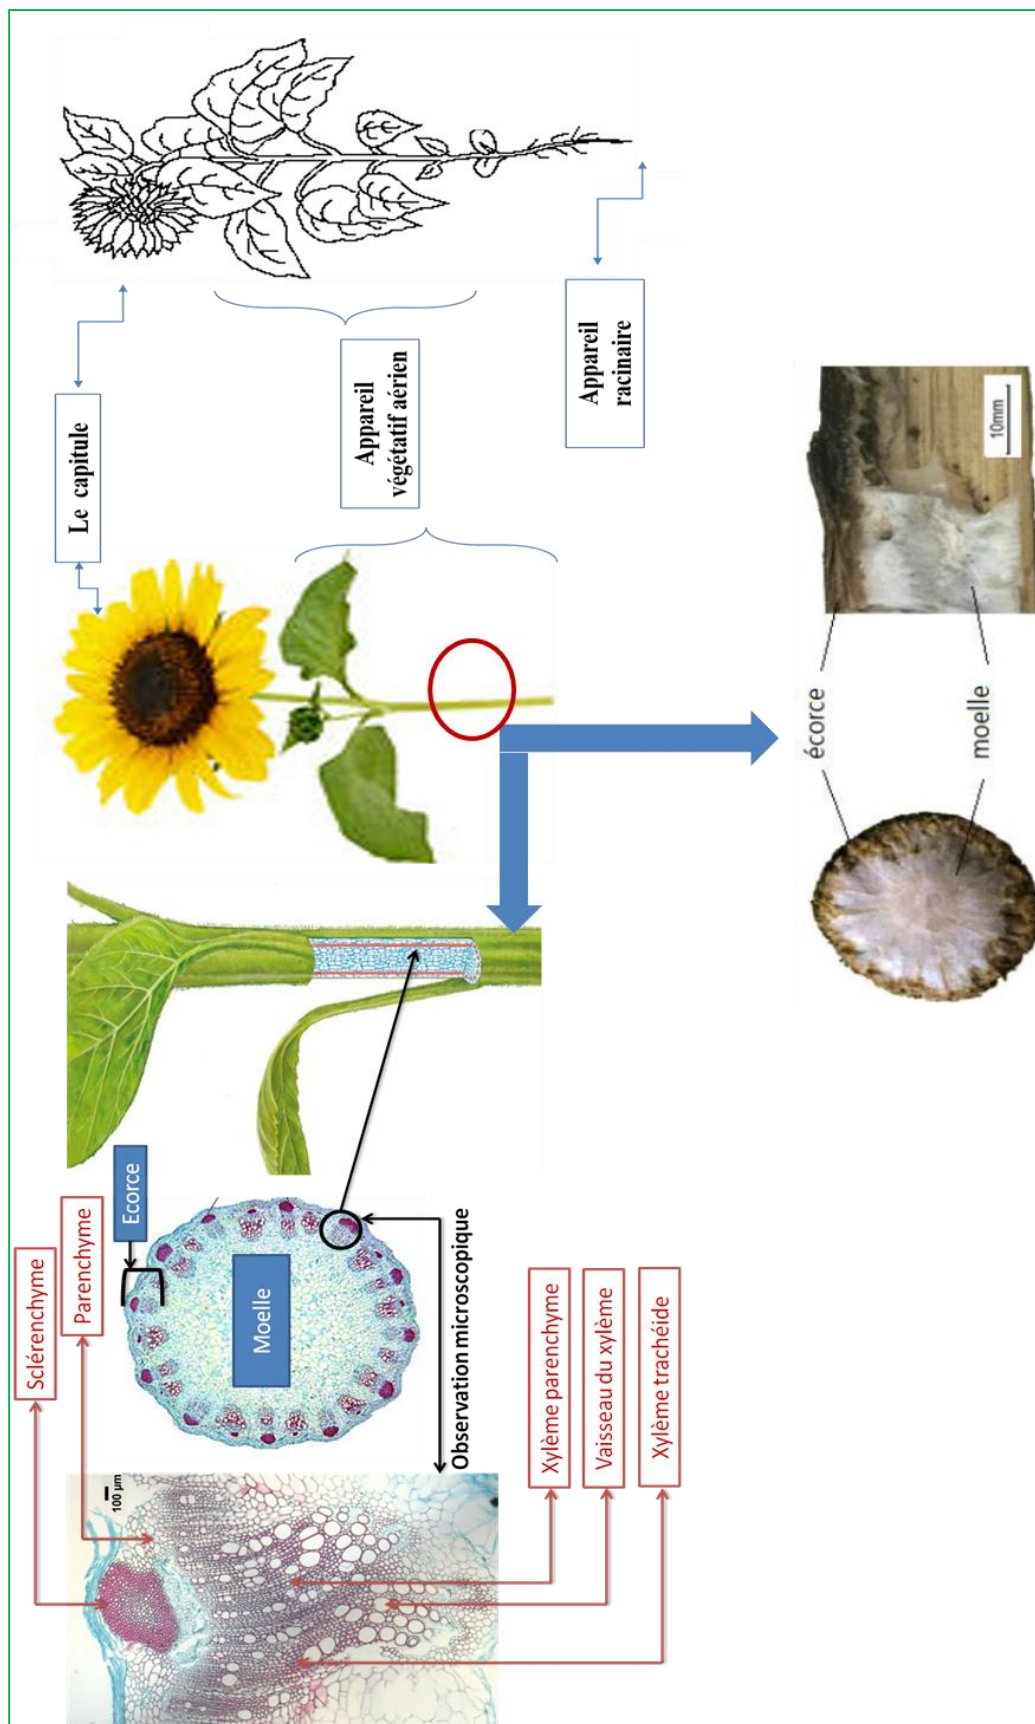 Le capitule
Appareil
végétatif aérien
Appareil
racinaire
10mm
écorce
moelle
Ecorce
Moelle
Sclérenchyme
Parenchyme
Observation microscopique
100 µm
Xylème parenchyme
Vaisseau du xylème
Xylème trachéide